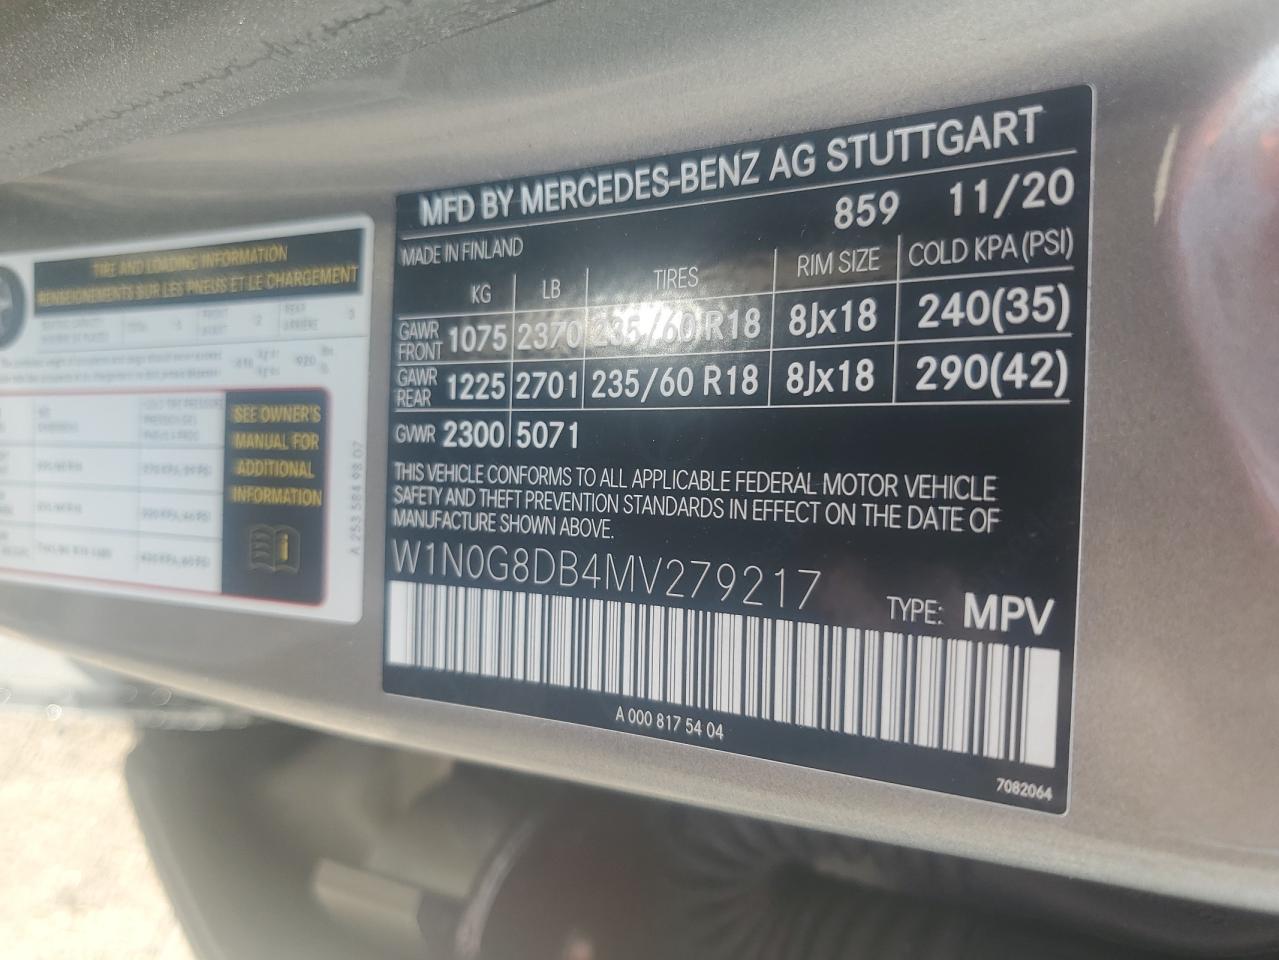 TIRE AND LOADING INFORMATION
RENSEIGNEMENTS SUR LES PNEUS ET LE CHARGEMENT
SEE OWNER'S
MANUAL FOR
ADDITIONAL
INFORMATION
A 253 584 98 07
MFD BY MERCEDES-BENZ AG STUTTGART
859 11/20
MADE IN FINLAND
KG LB TIRES RIM SIZE COLD KPA (PSI)
GAWR FRONT 1075 2370 235/60 R18 8Jx18 240(35)
GAWR REAR 1225 2701 235/60 R18 8Jx18 290(42)
GVWR 2300 5071
THIS VEHICLE CONFORMS TO ALL APPLICABLE FEDERAL MOTOR VEHICLE
SAFETY AND THEFT PREVENTION STANDARDS IN EFFECT ON THE DATE OF
MANUFACTURE SHOWN ABOVE.
W1N0G8DB4MV279217
TYPE: MPV
A 000 817 54 04
7082064